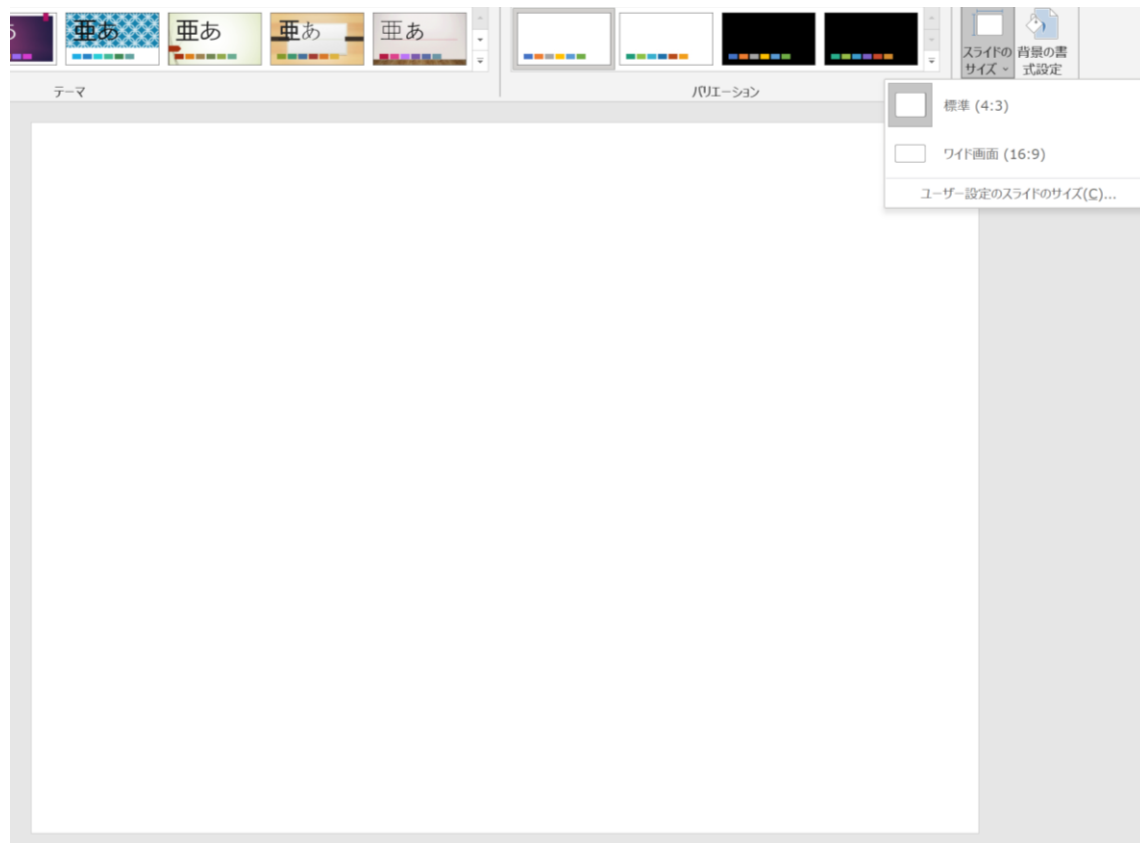 亜あ
亜あ
亜あ
亜あ
スライドの
サイズ
背景の書
式設定
テーマ
バリエーション
標準 (4:3)
ワイド画面 (16:9)
ユーザー設定のスライドのサイズ(C)...